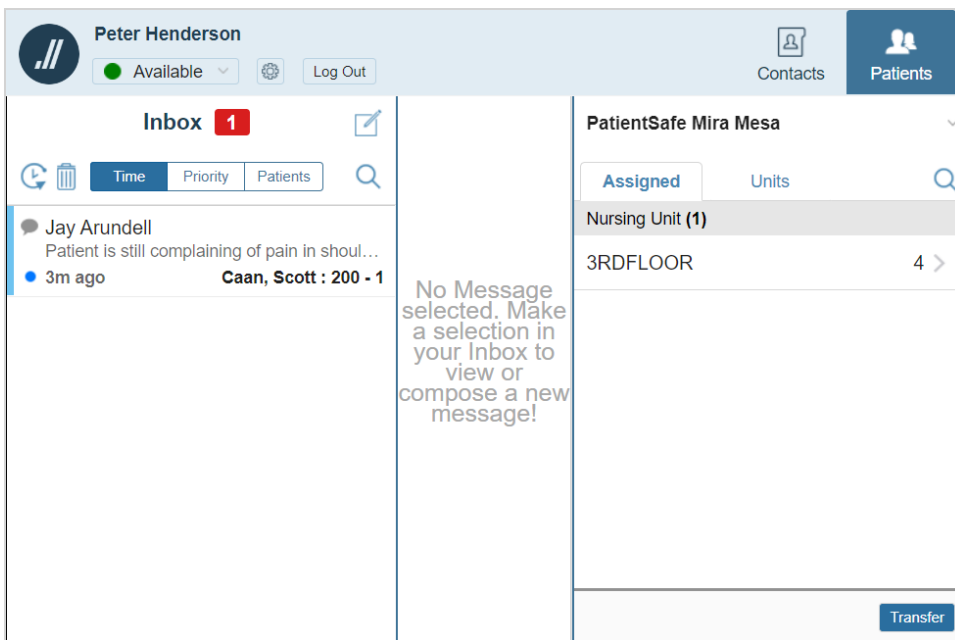 Peter Henderson
Available
Log Out
Contacts
Patients
Inbox 1
Time Priority Patients
Jay Arundell
Patient is still complaining of pain in shoul...
3m ago Caan, Scott : 200 - 1
No Message
selected. Make
a selection in
your Inbox to
view or
compose a new
message!
PatientSafe Mira Mesa
Assigned Units
Nursing Unit (1)
3RDFLOOR 4
Transfer